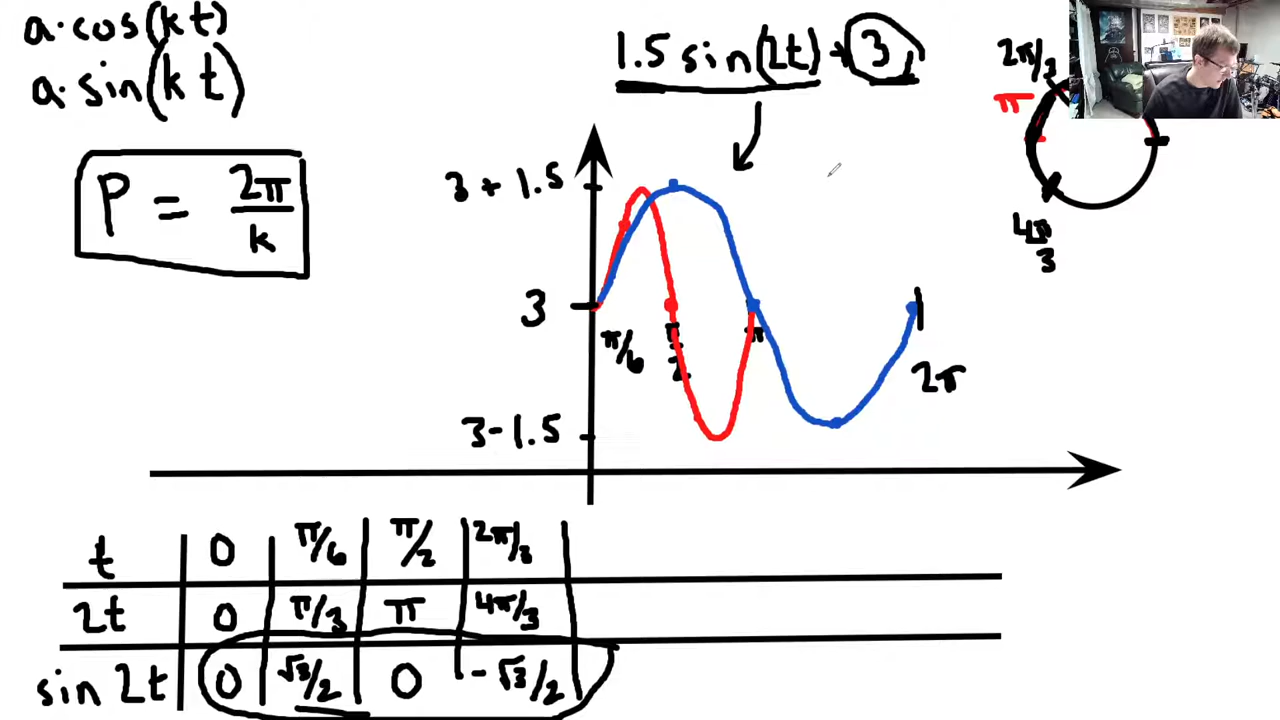 a·cos(kt)
a·sin(kt)
P = 2π/k
1.5 sin(2t) + 3
2π/3
π
4π/3
3 + 1.5
3
3 - 1.5
π/6
π/2
π
2π
t 0 π/6 π/2 2π/3
2t 0 π/3 π 4π/3
sin 2t 0 √3/2 0 -√3/2